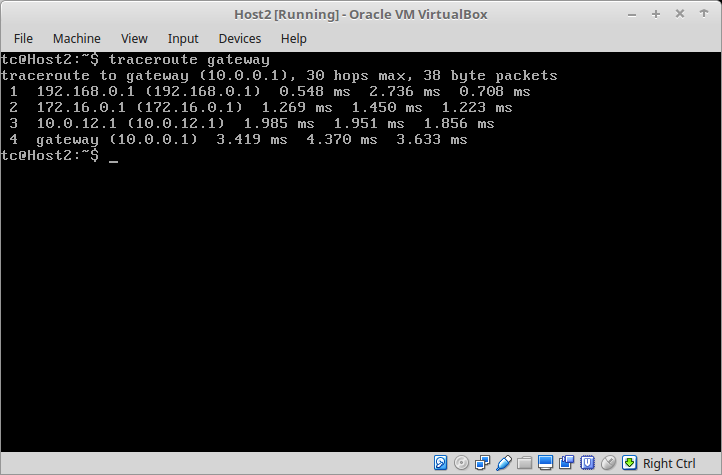 Host2 [Running] - Oracle VM VirtualBox
File Machine View Input Devices Help
tc@Host2:~$ traceroute gateway
traceroute to gateway (10.0.0.1), 30 hops max, 38 byte packets
 1  192.168.0.1 (192.168.0.1)  0.548 ms  2.736 ms  0.708 ms
 2  172.16.0.1 (172.16.0.1)  1.269 ms  1.450 ms  1.223 ms
 3  10.0.12.1 (10.0.12.1)  1.985 ms  1.951 ms  1.856 ms
 4  gateway (10.0.0.1)  3.419 ms  4.370 ms  3.633 ms
tc@Host2:~$ _
Right Ctrl